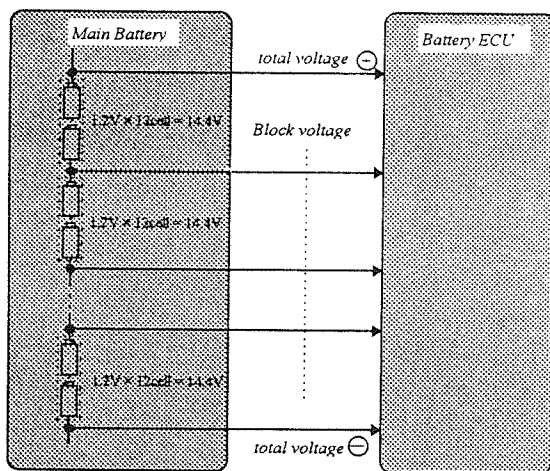 Main Battery
Battery ECU
total voltage ⊕
1.2V × 12cell = 14.4V
Block voltage
1.2V × 12cell = 14.4V
1.2V × 12cell = 14.4V
total voltage ⊖